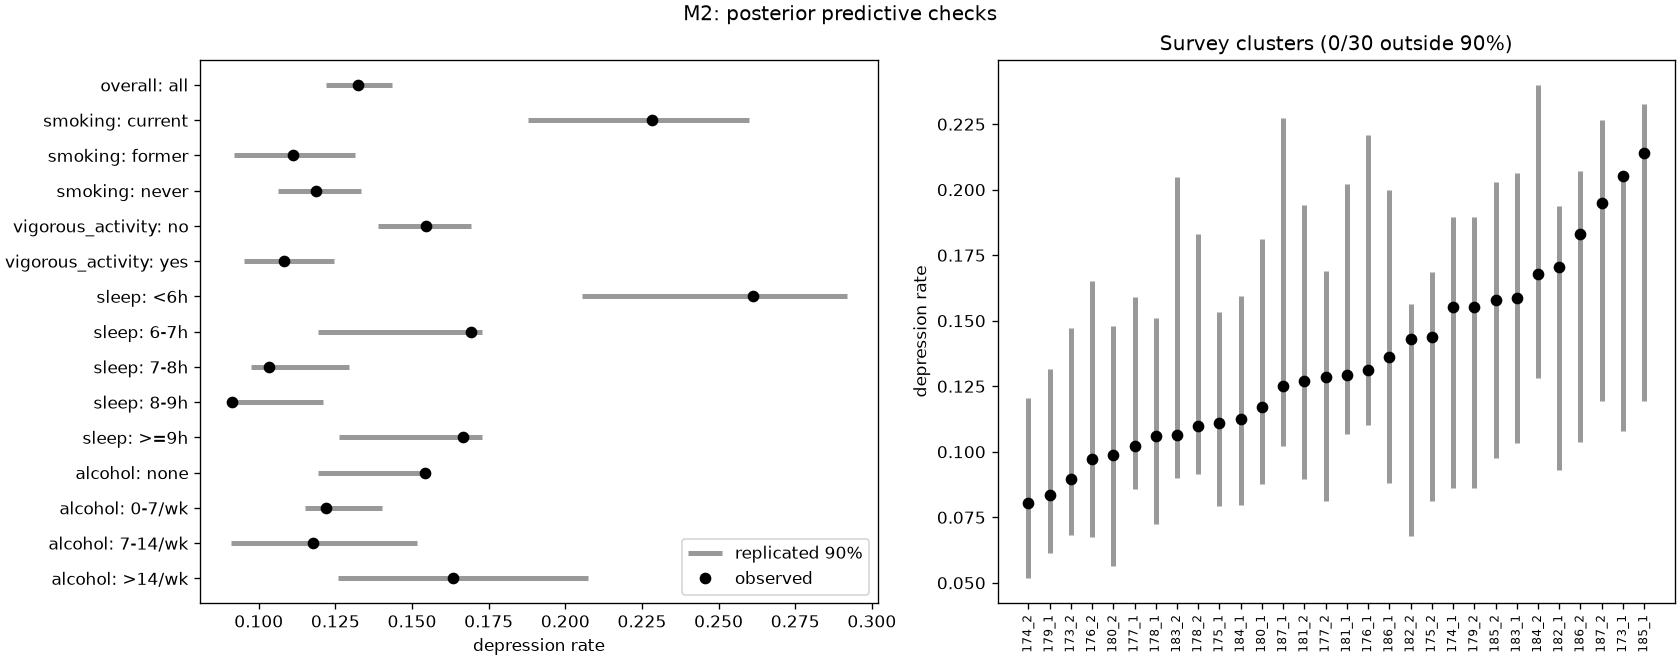 M2: posterior predictive checks
overall: all
smoking: current
smoking: former
smoking: never
vigorous_activity: no
vigorous_activity: yes
sleep: <6h
sleep: 6-7h
sleep: 7-8h
sleep: 8-9h
sleep: >=9h
alcohol: none
alcohol: 0-7/wk
alcohol: 7-14/wk
alcohol: >14/wk
replicated 90%
observed
0.100 0.125 0.150 0.175 0.200 0.225 0.250 0.275 0.300
depression rate
Survey clusters (0/30 outside 90%)
depression rate
0.225
0.200
0.175
0.150
0.125
0.100
0.075
0.050
174_2
179_1
173_2
176_2
180_2
177_1
178_1
183_2
178_2
175_1
184_1
180_1
187_1
181_2
177_2
181_1
176_1
186_1
182_2
175_2
174_1
179_2
185_2
183_1
184_2
182_1
186_2
187_2
173_1
185_1